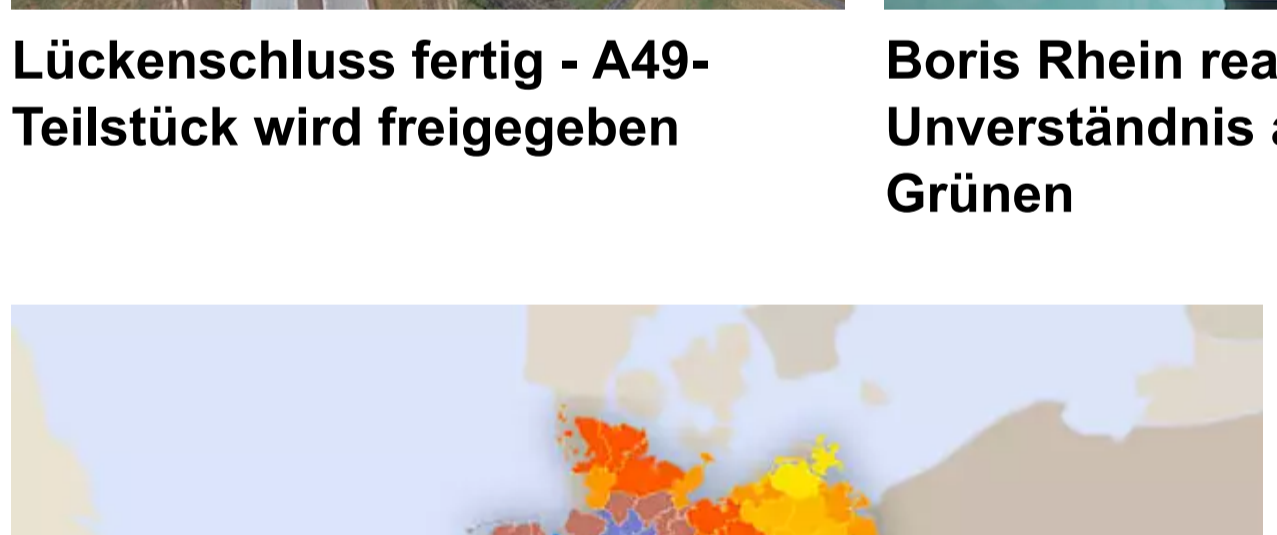 Lückenschluss fertig - A49-
Teilstück wird freigegeben
Boris Rhein rea
Unverständnis
Grünen